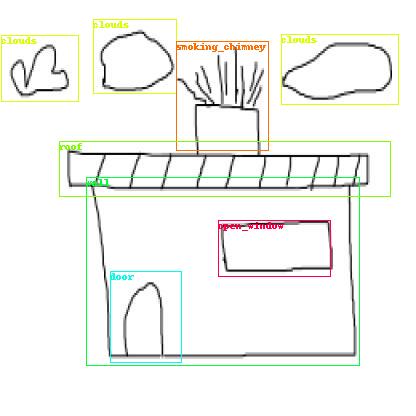 clouds
clouds
clouds
smoking_chimney
roof
wall
open_window
door